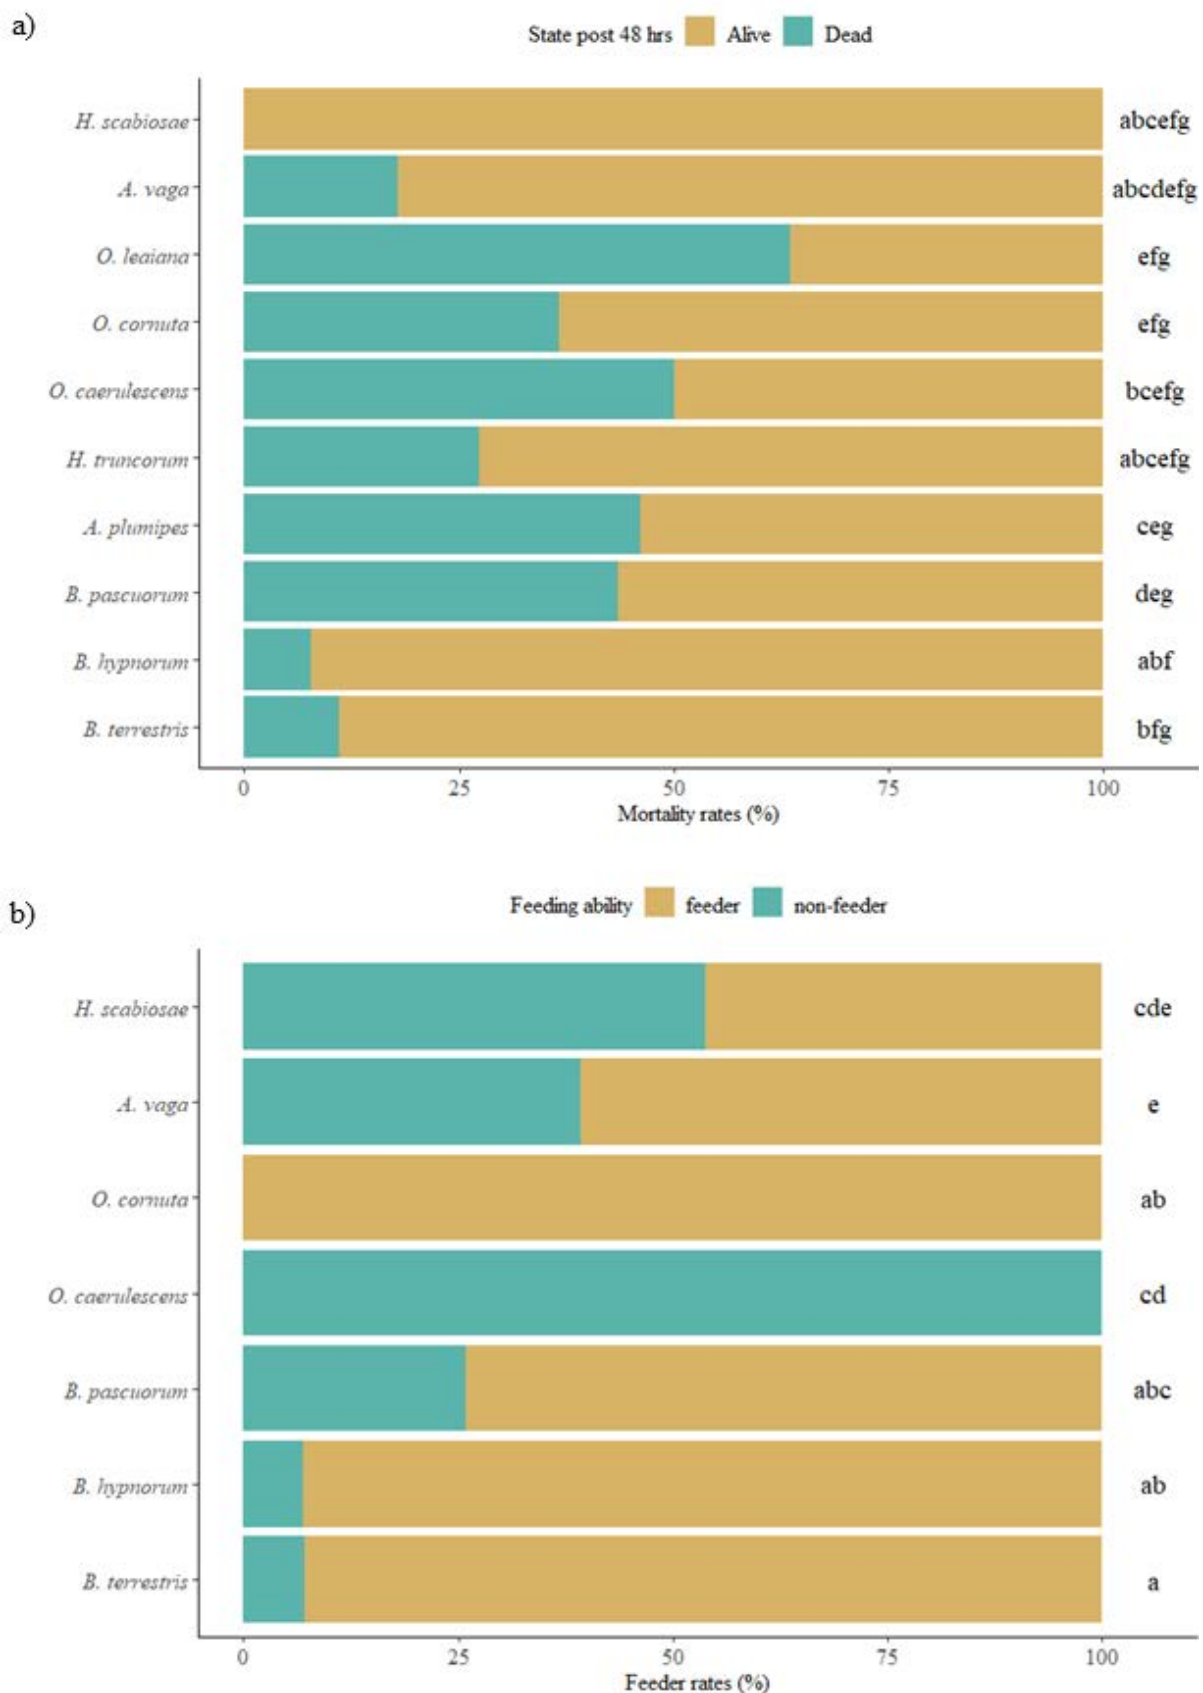 a)
State post 48 hrs Alive Dead
H. scabiosae abcefg
A. vaga abcdefg
O. leaiana efg
O. cornuta efg
O. caerulescens bcefg
H. truncorum abcefg
A. plumipes ceg
B. pascuorum deg
B. hypnorum abf
B. terrestris bfg
0 25 50 75 100
Mortality rates (%)
b)
Feeding ability feeder non-feeder
H. scabiosae cde
A. vaga e
O. cornuta ab
O. caerulescens cd
B. pascuorum abc
B. hypnorum ab
B. terrestris a
0 25 50 75 100
Feeder rates (%)